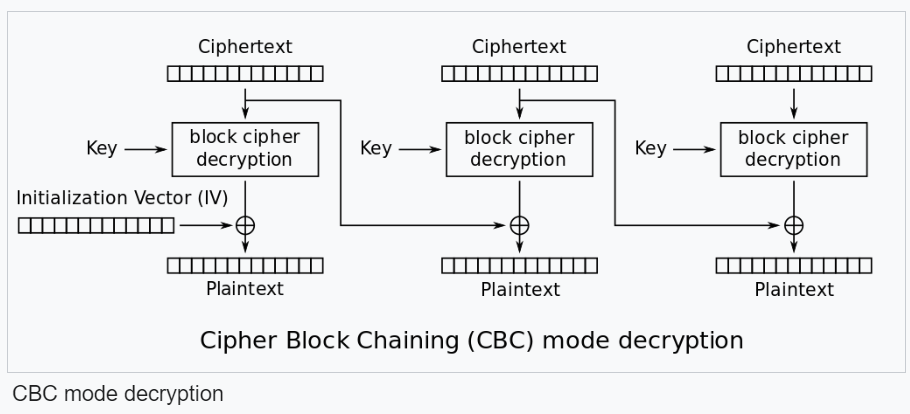 Ciphertext
Ciphertext
Ciphertext
Key
block cipher
decryption
Key
block cipher
decryption
Key
block cipher
decryption
Initialization Vector (IV)
Plaintext
Plaintext
Plaintext
Cipher Block Chaining (CBC) mode decryption
CBC mode decryption